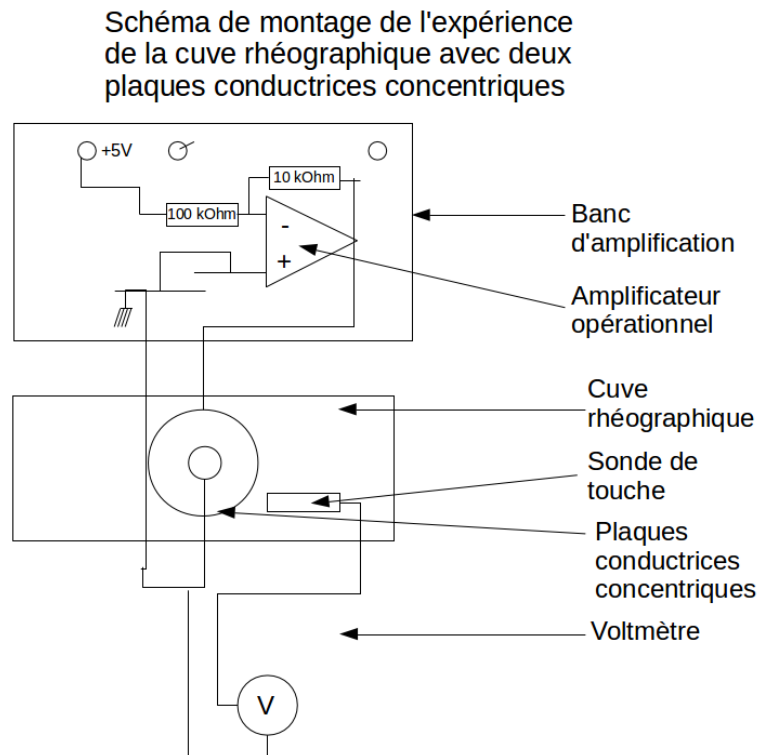 Schéma de montage de l'expérience
de la cuve rhéographique avec deux
plaques conductrices concentriques
+5V
10 kOhm
100 kOhm
-
+
Banc
d'amplification
Amplificateur
opérationnel
Cuve
rhéographique
Sonde de
touche
Plaques
conductrices
concentriques
Voltmètre
V